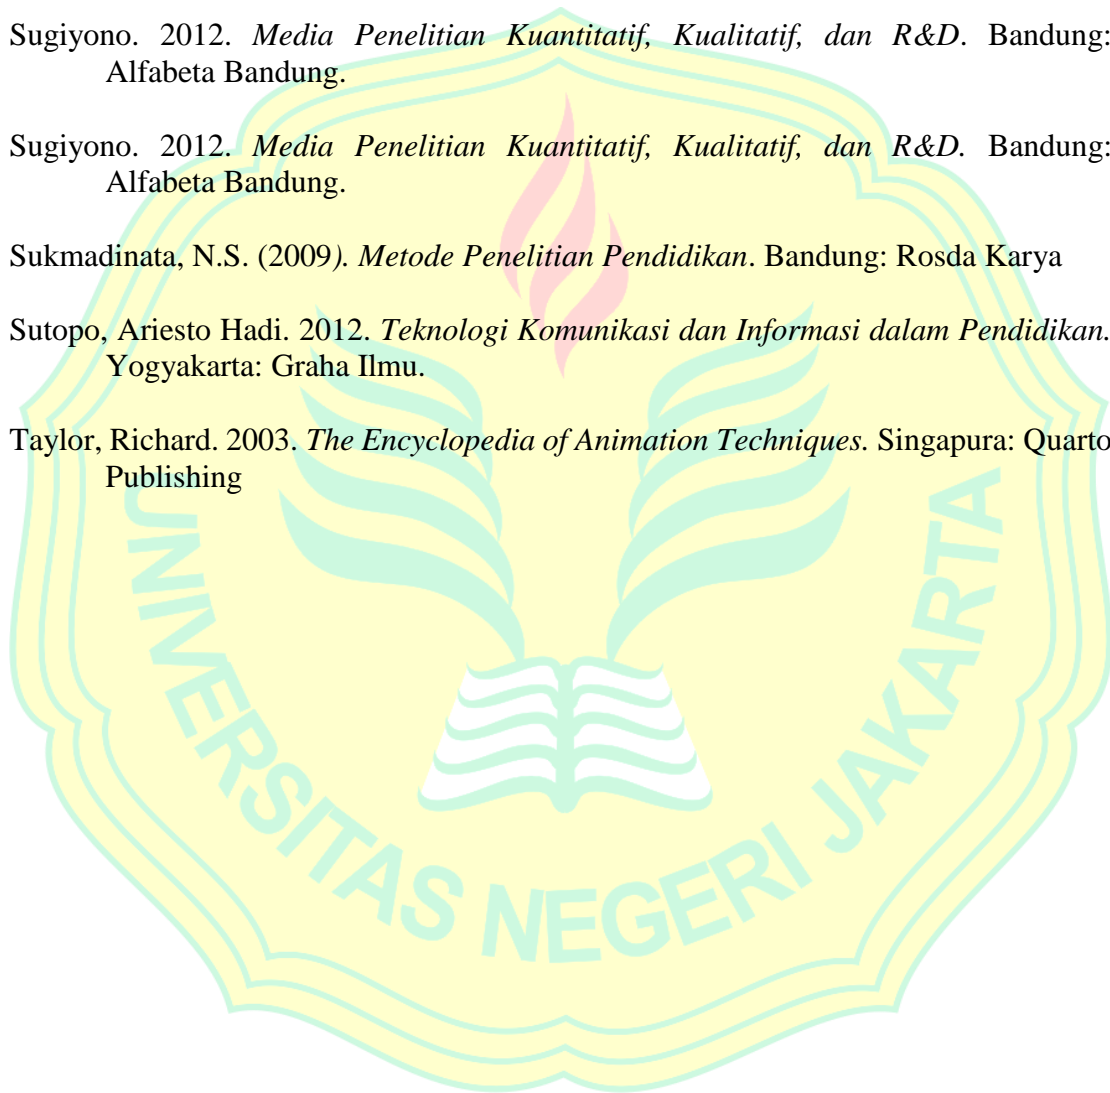 Sugiyono. 2012. Media Penelitian Kuantitatif, Kualitatif, dan R&D. Bandung:
Alfabeta Bandung.
Sugiyono. 2012. Media Penelitian Kuantitatif, Kualitatif, dan R&D. Bandung:
Alfabeta Bandung.
Sukmadinata, N.S. (2009). Metode Penelitian Pendidikan. Bandung: Rosda Karya
Sutopo, Ariesto Hadi. 2012. Teknologi Komunikasi dan Informasi dalam Pendidikan.
Yogyakarta: Graha Ilmu.
Taylor, Richard. 2003. The Encyclopedia of Animation Techniques. Singapura: Quarto
Publishing
UNIVERSITAS NEGERI JAKARTA